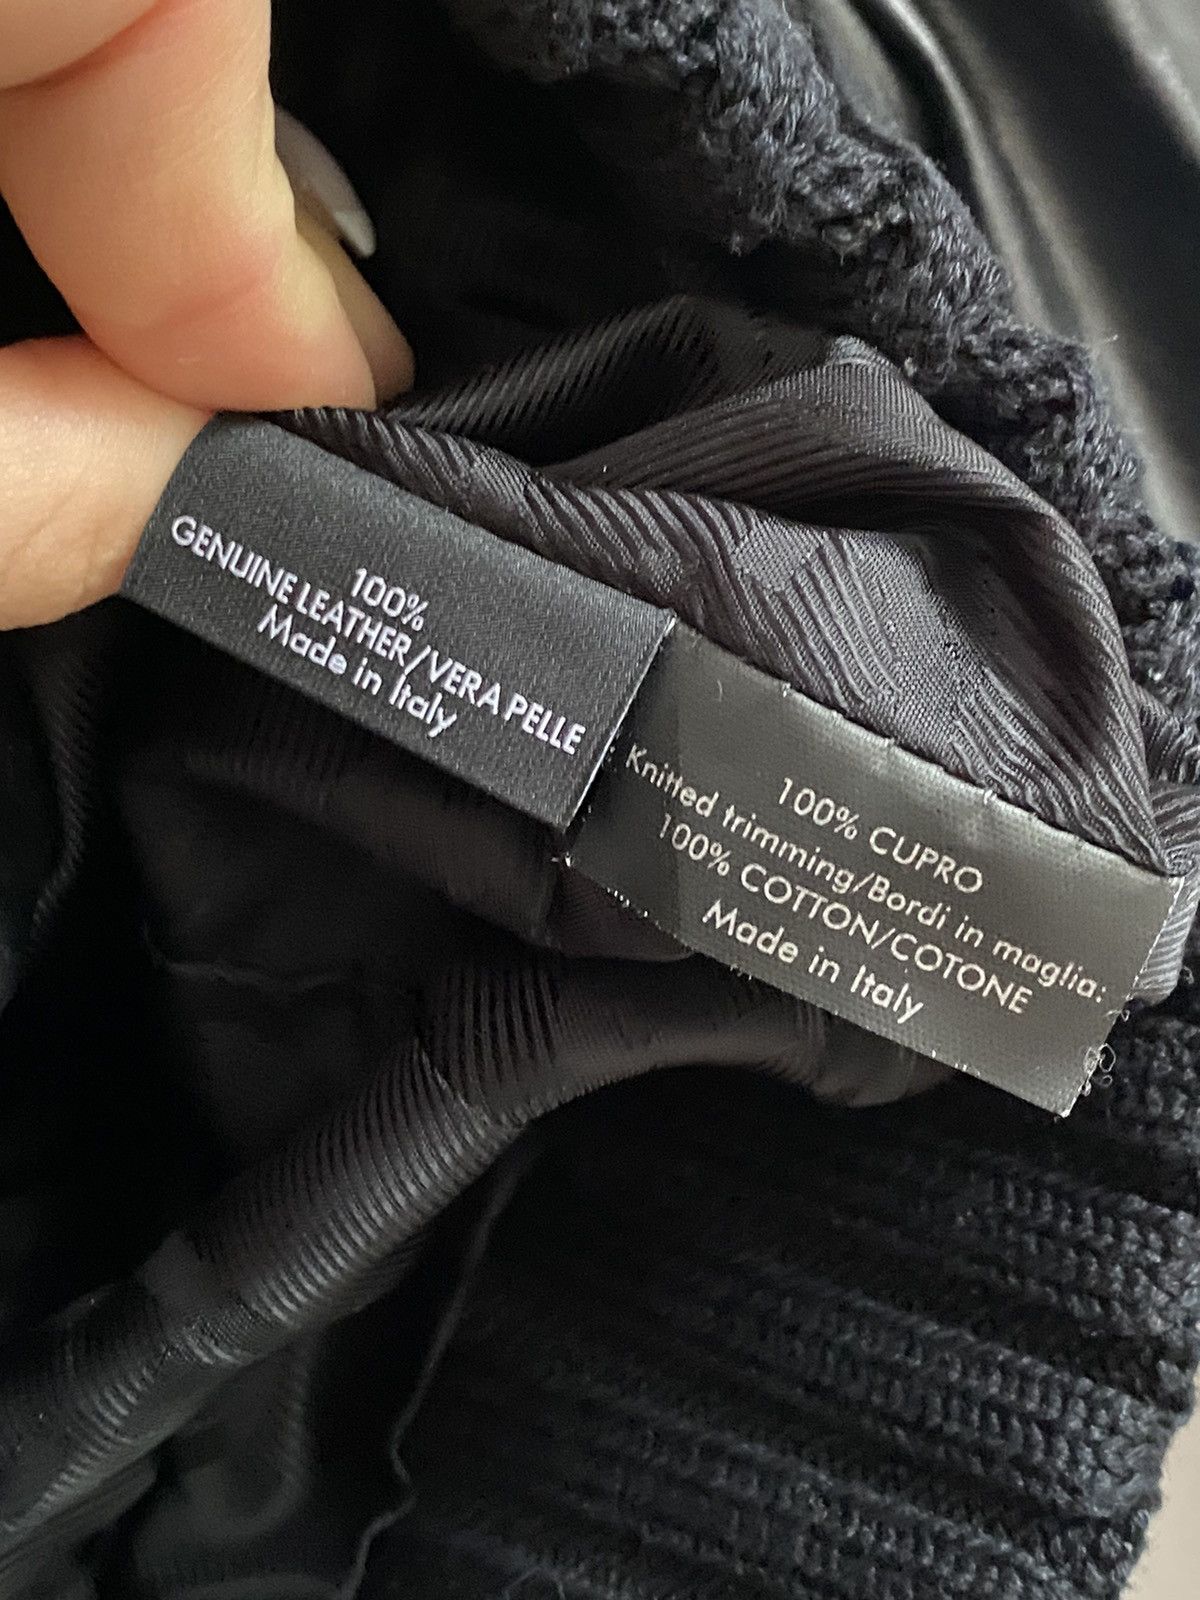 100%
GENUINE LEATHER/VERA PELLE
Made in Italy
100% CUPRO
Knitted trimming/Bordi in maglia:
100% COTTON/COTONE
Made in Italy